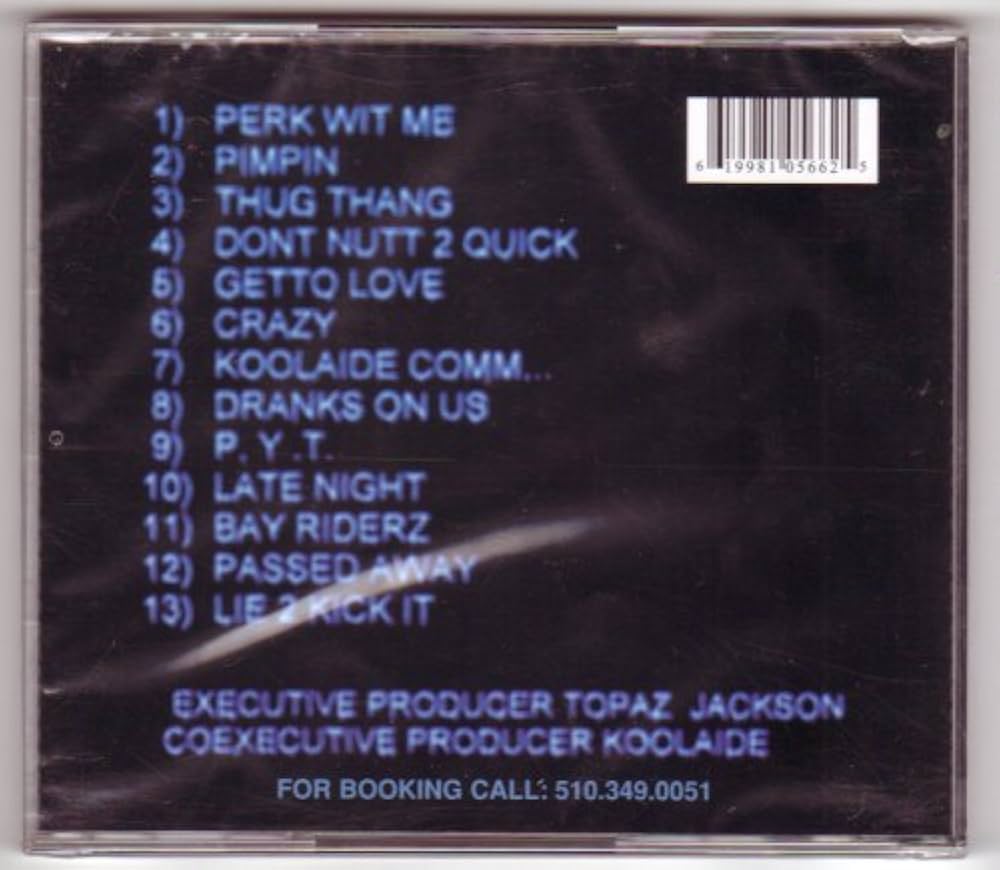 1) PERK WIT ME
2) PIMPIN
3) THUG THANG
4) DONT NUTT 2 QUICK
5) GETTO LOVE
6) CRAZY
7) KOOLAIDE COMM...
8) DRANKS ON US
9) P. Y .T.
10) LATE NIGHT
11) BAY RIDERZ
12) PASSED AWAY
13) LIE 2 KICK IT
6 19981 05662 5
EXECUTIVE PRODUCER TOPAZ JACKSON
COEXECUTIVE PRODUCER KOOLAIDE
FOR BOOKING CALL: 510.349.0051